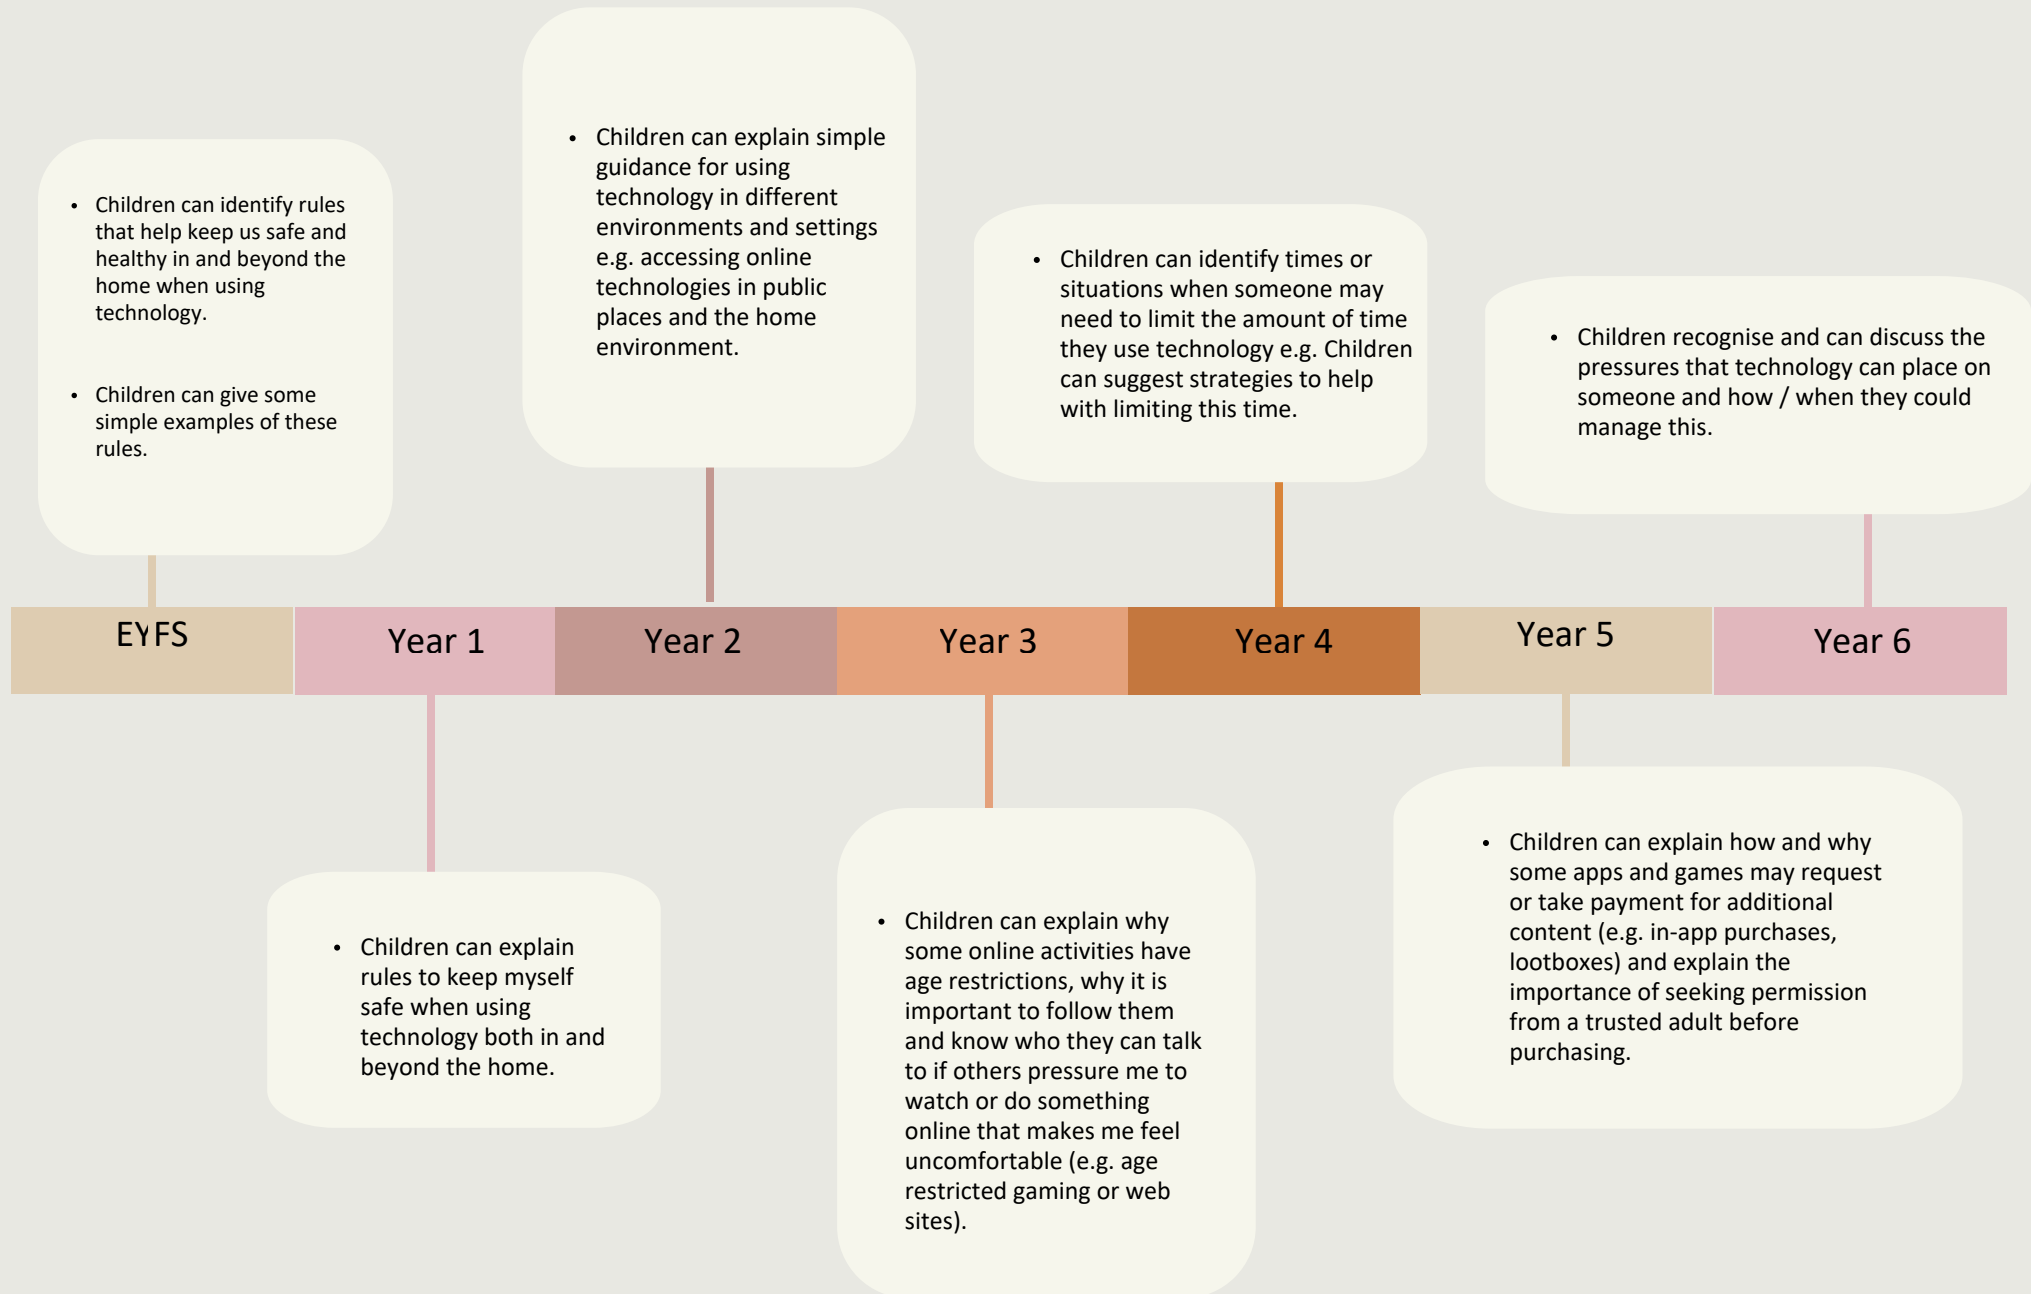 • Children can identify rules
that help keep us safe and
healthy in and beyond the
home when using
technology.
• Children can give some
simple examples of these
rules.
• Children can explain simple
guidance for using
technology in different
environments and settings
e.g. accessing online
technologies in public
places and the home
environment.
• Children can identify times or
situations when someone may
need to limit the amount of time
they use technology e.g. Children
can suggest strategies to help
with limiting this time.
• Children recognise and can discuss the
pressures that technology can place on
someone and how / when they could
manage this.
EYFS
Year 1
Year 2
Year 3
Year 4
Year 5
Year 6
• Children can explain
rules to keep myself
safe when using
technology both in and
beyond the home.
• Children can explain why
some online activities have
age restrictions, why it is
important to follow them
and know who they can talk
to if others pressure me to
watch or do something
online that makes me feel
uncomfortable (e.g. age
restricted gaming or web
sites).
• Children can explain how and why
some apps and games may request
or take payment for additional
content (e.g. in-app purchases,
lootboxes) and explain the
importance of seeking permission
from a trusted adult before
purchasing.